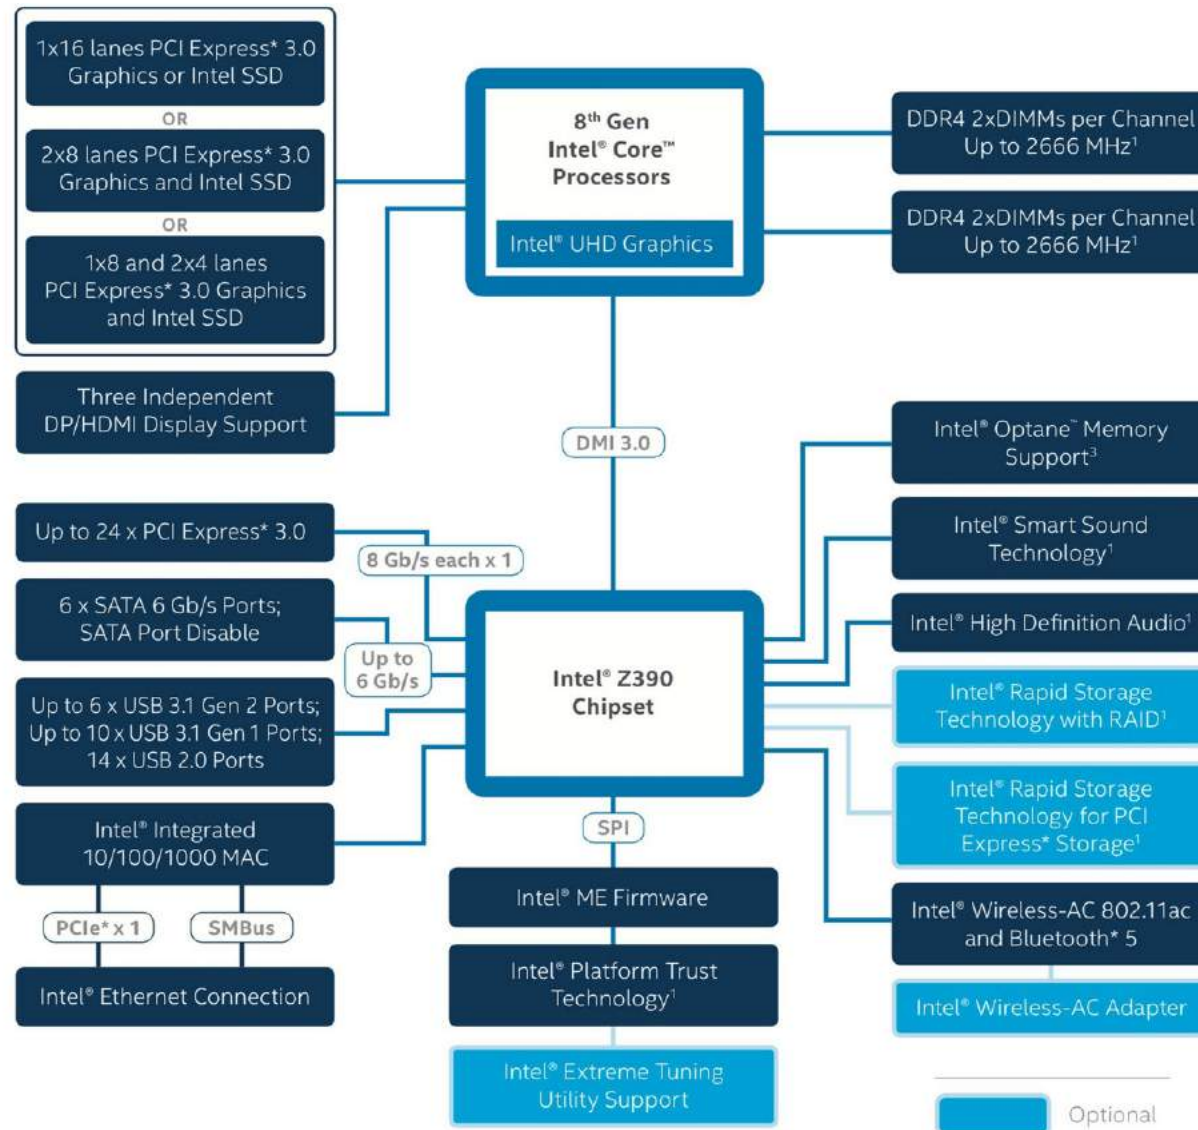 1x16 lanes PCI Express* 3.0
Graphics or Intel SSD
OR
2x8 lanes PCI Express* 3.0
Graphics and Intel SSD
OR
1x8 and 2x4 lanes
PCI Express* 3.0 Graphics
and Intel SSD
Three Independent
DP/HDMI Display Support
8th Gen
Intel® Core™
Processors
Intel® UHD Graphics
DDR4 2xDIMMs per Channel
Up to 2666 MHz¹
DDR4 2xDIMMs per Channel
Up to 2666 MHz¹
DMI 3.0
Up to 24 x PCI Express* 3.0
8 Gb/s each x 1
6 x SATA 6 Gb/s Ports;
SATA Port Disable
Up to
6 Gb/s
Up to 6 x USB 3.1 Gen 2 Ports;
Up to 10 x USB 3.1 Gen 1 Ports;
14 x USB 2.0 Ports
Intel® Integrated
10/100/1000 MAC
PCIe* x 1
SMBus
Intel® Ethernet Connection
Intel® Z390
Chipset
SPI
Intel® ME Firmware
Intel® Platform Trust
Technology¹
Intel® Extreme Tuning
Utility Support
Intel® Optane™ Memory
Support³
Intel® Smart Sound
Technology¹
Intel® High Definition Audio¹
Intel® Rapid Storage
Technology with RAID¹
Intel® Rapid Storage
Technology for PCI
Express* Storage¹
Intel® Wireless-AC 802.11ac
and Bluetooth* 5
Intel® Wireless-AC Adapter
Optional